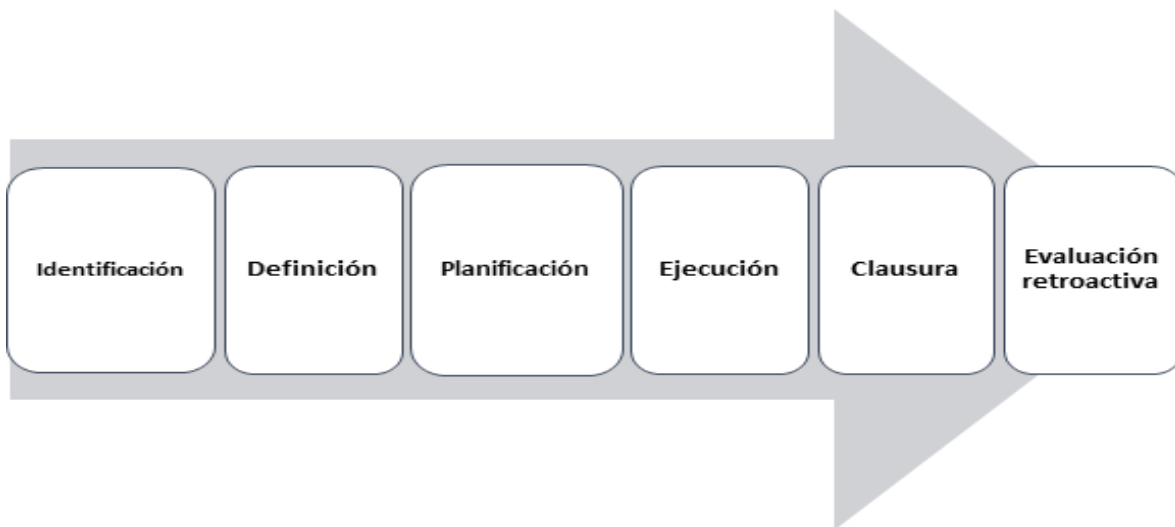 Identificación
Definición
Planificación
Ejecución
Clausura
Evaluación
retroactiva